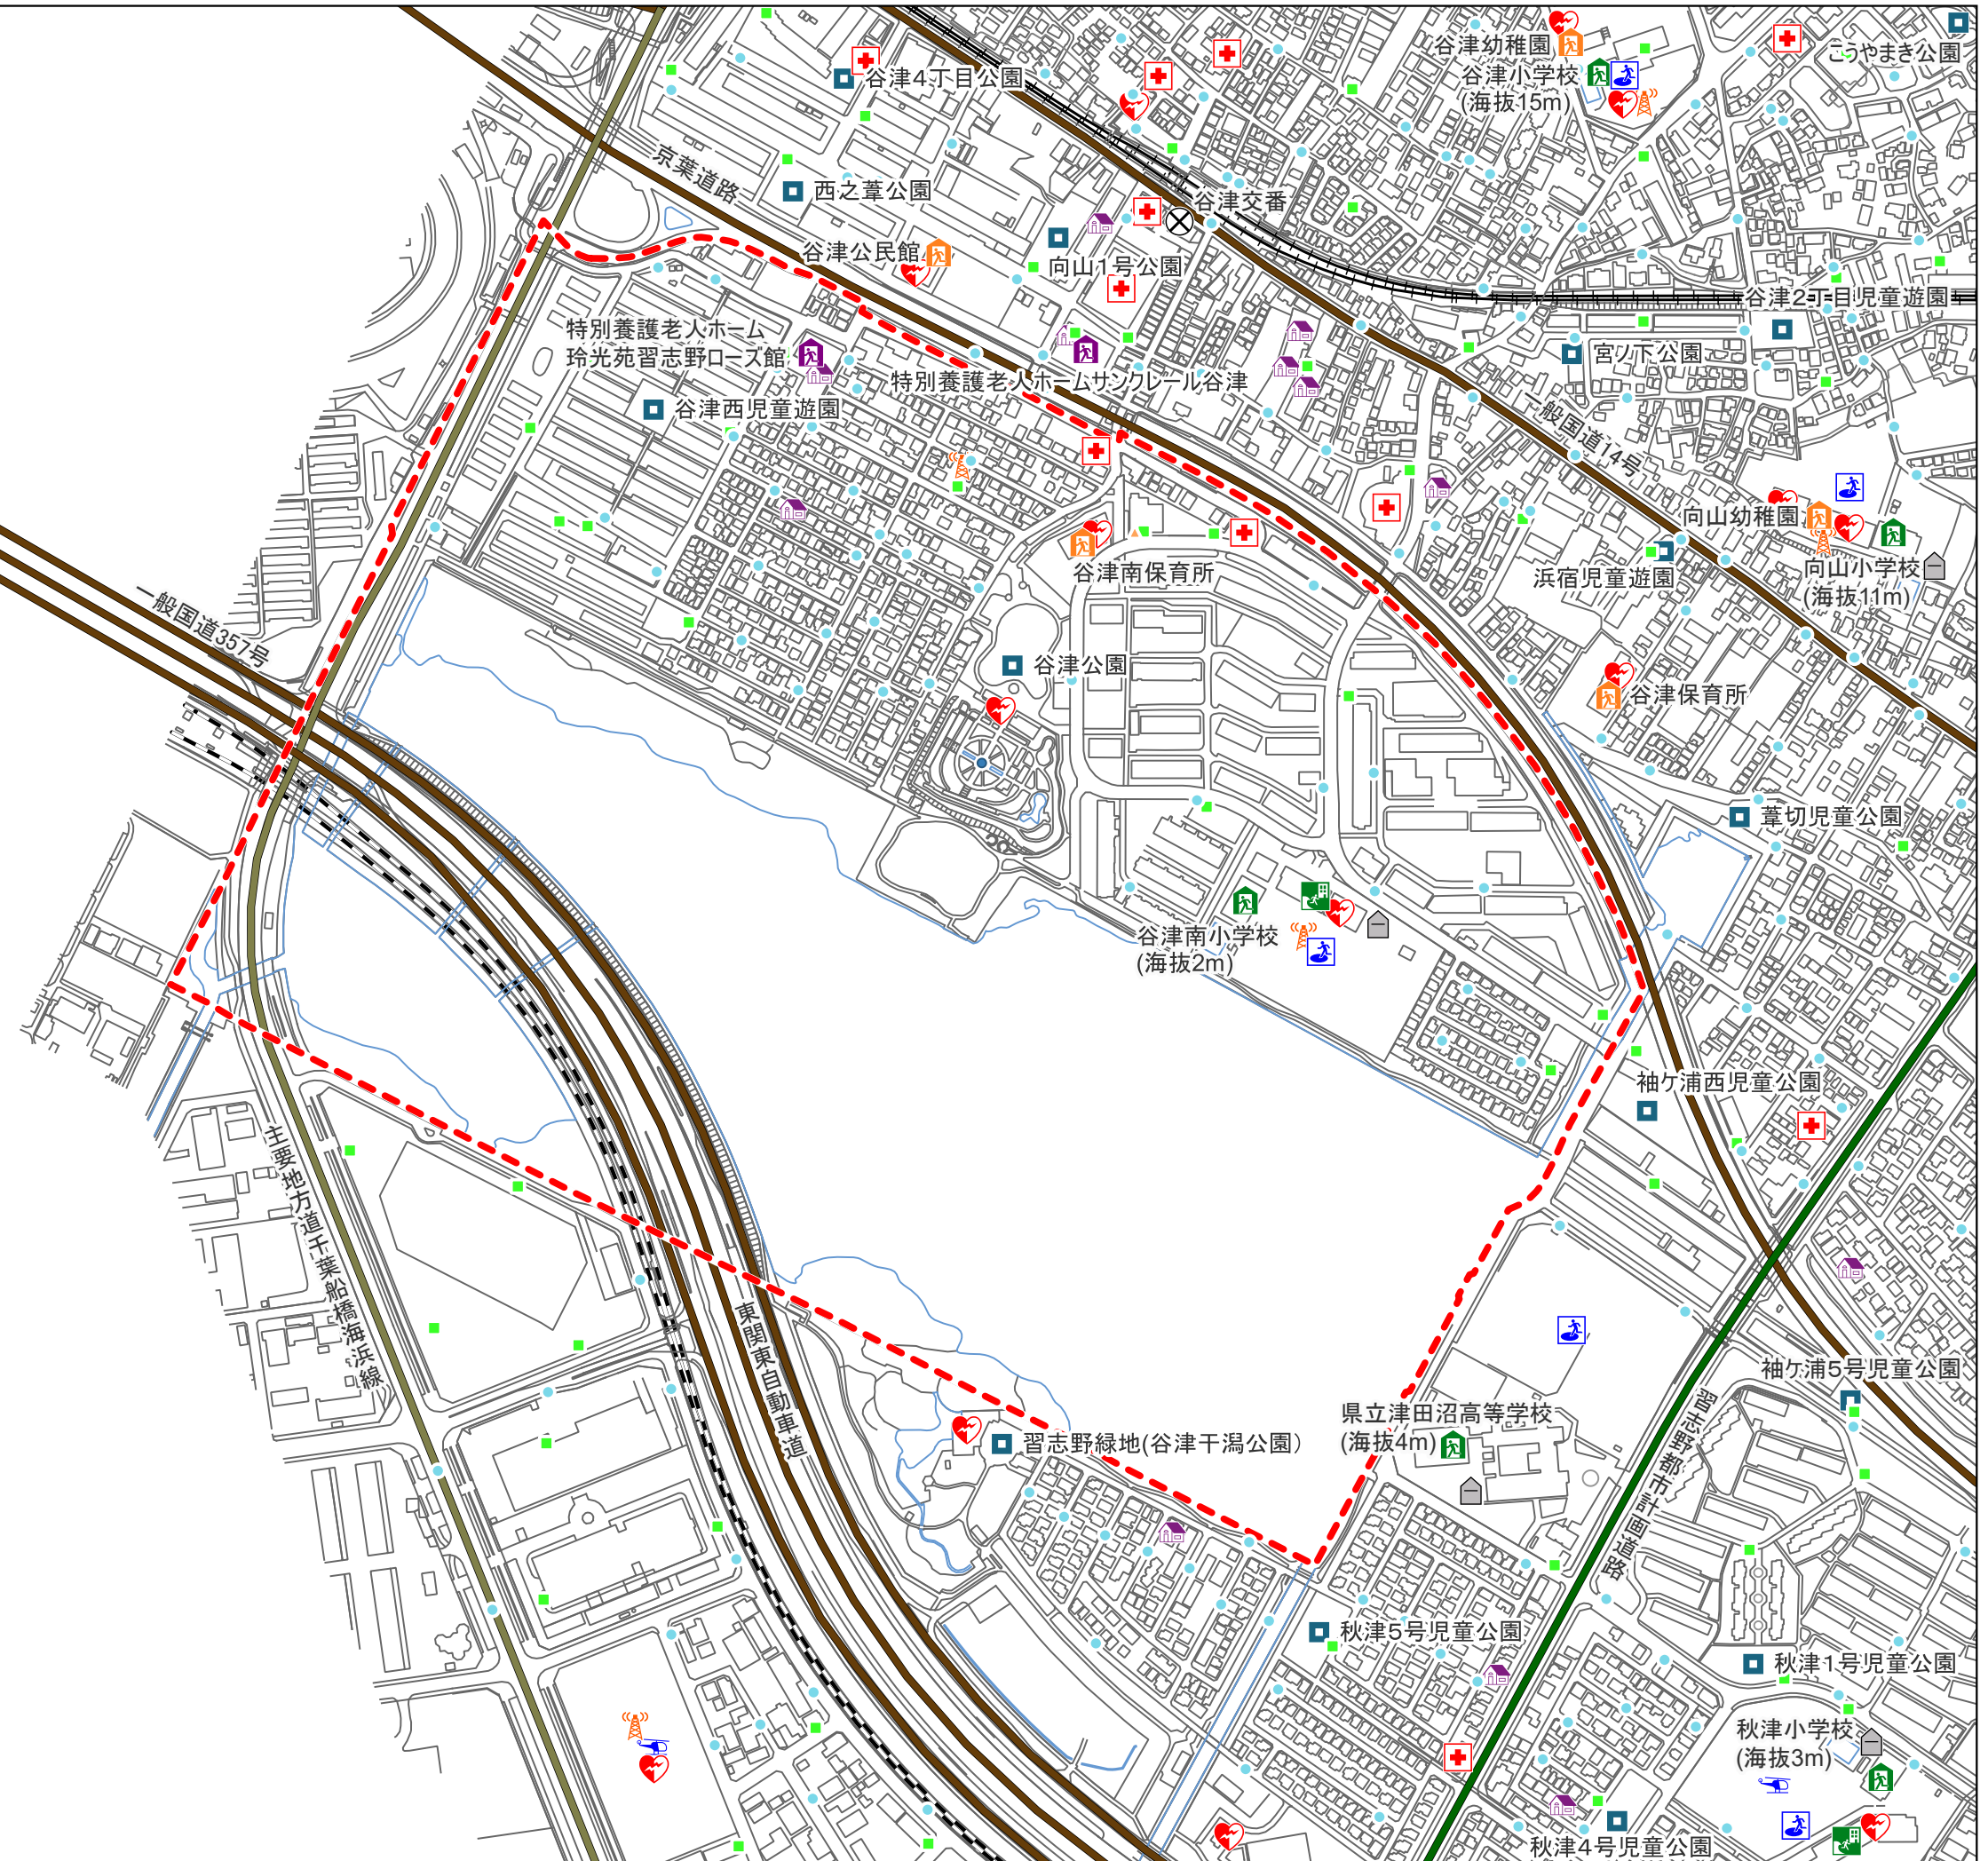 谷津幼稚園
こうやまき公園
谷津小学校
(海抜15m)
谷津4丁目公園
京葉道路
西之葦公園
谷津交番
谷津公民館
向山1号公園
谷津2丁目児童遊園
特別養護老人ホーム
玲光苑習志野ローズ館
宮ノ下公園
特別養護老人ホームサンクレール谷津
谷津西児童遊園
一般国道14号
向山幼稚園
谷津南保育所
浜宿児童遊園
向山小学校
(海抜11m)
一般国道357号
谷津公園
谷津保育所
葦切児童公園
谷津南小学校
(海抜2m)
袖ケ浦西児童公園
主要地方道千葉船橋海浜線
東関東自動車道
袖ケ浦5号児童公園
県立津田沼高等学校
(海抜4m)
習志野緑地(谷津干潟公園)
習志野都市計画道路
秋津5号児童公園
秋津1号児童公園
秋津小学校
(海抜3m)
秋津4号児童公園